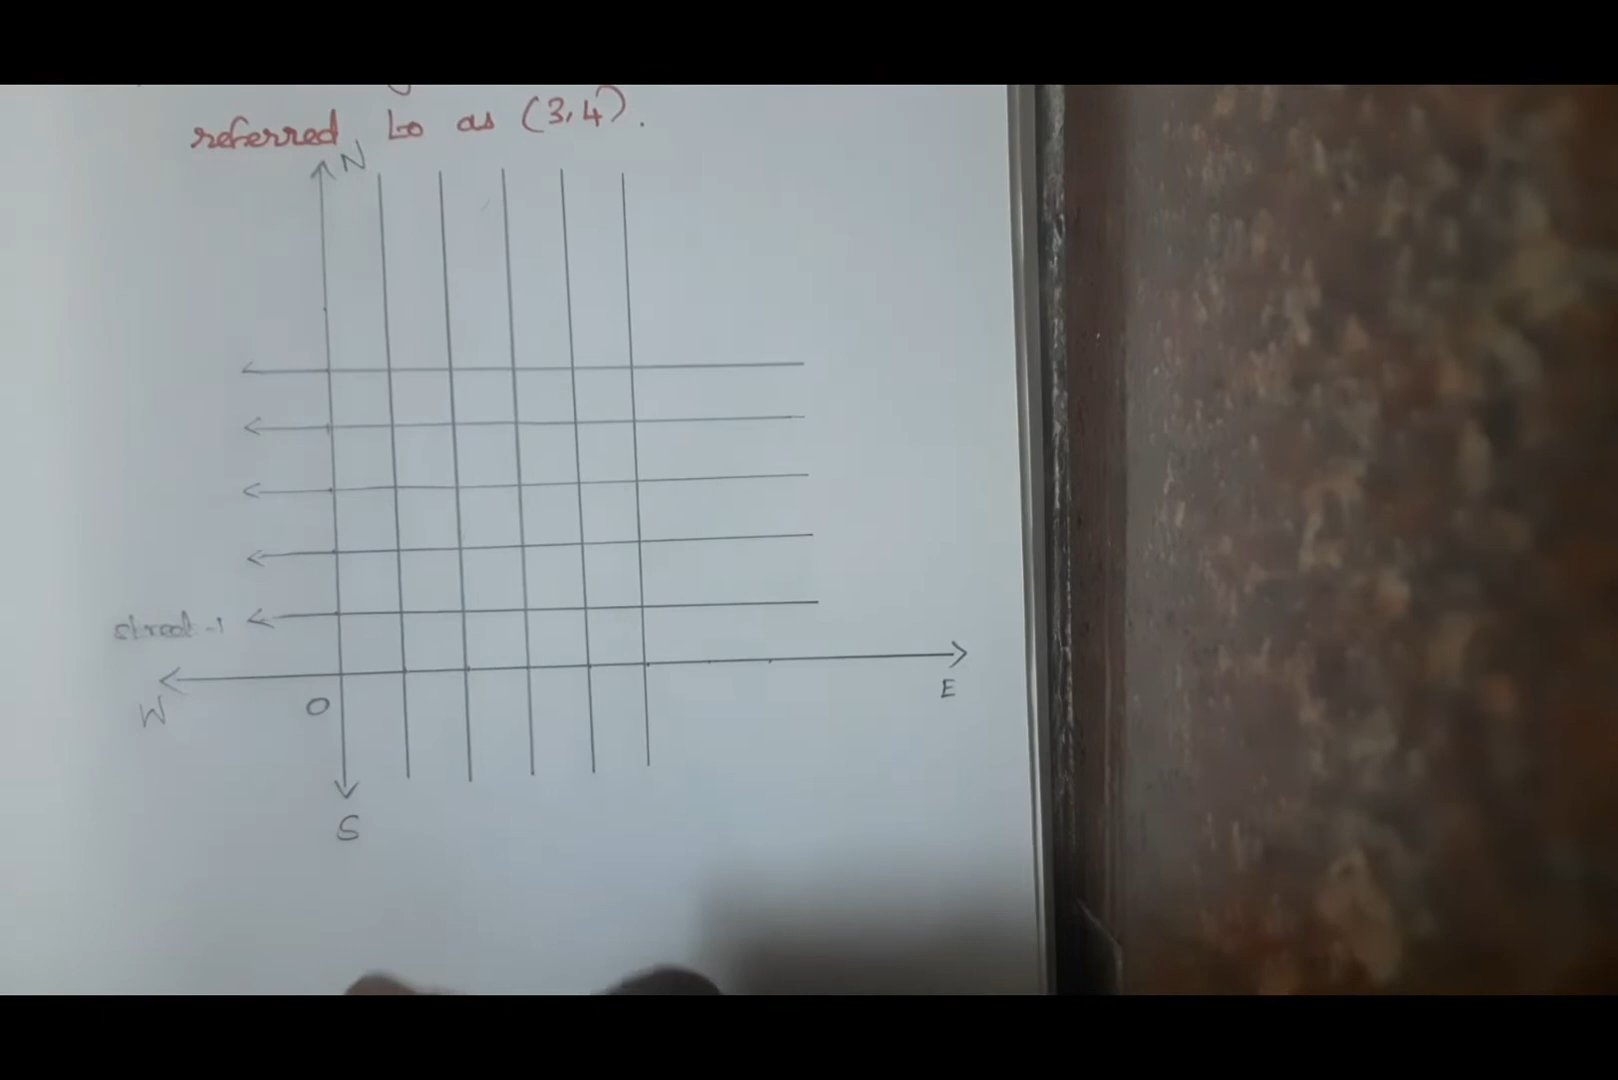 referred to as (3,4).
N
street -1
W
O
E
S